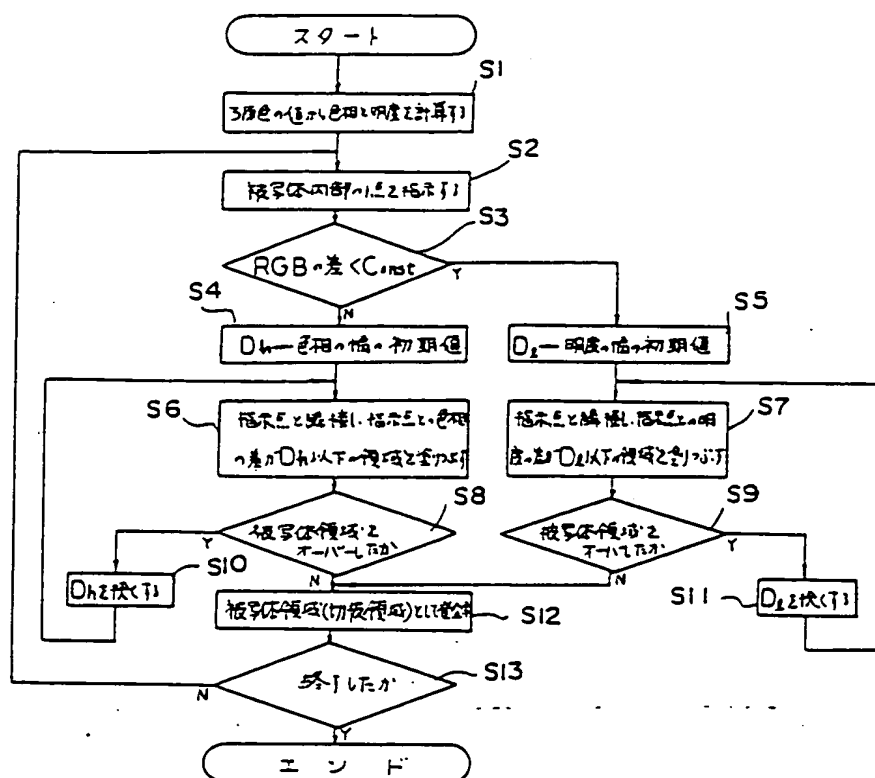 スタート
S1
3原色の値から色相と明度を計算する
S2
被写体内部の1点を指示する
S3
RGBの差<Const
Y
N
S4
Dh←色相の幅の初期値
S5
Dℓ←明度の幅の初期値
S6
指示点と隣接し、指示点との色相
の差がDh以下の領域を塗りつぶす
S7
指示点と隣接し、指示点との明
度の差がDℓ以下の領域を塗りつぶす
S8
被写体領域を
オーバーしたか
Y
N
S9
被写体領域を
オーバーしたか
Y
N
S10
Dhを狭くする
S11
Dℓを狭くする
S12
被写体領域(切抜領域)として
S13
終了したか
N
Y
エンド